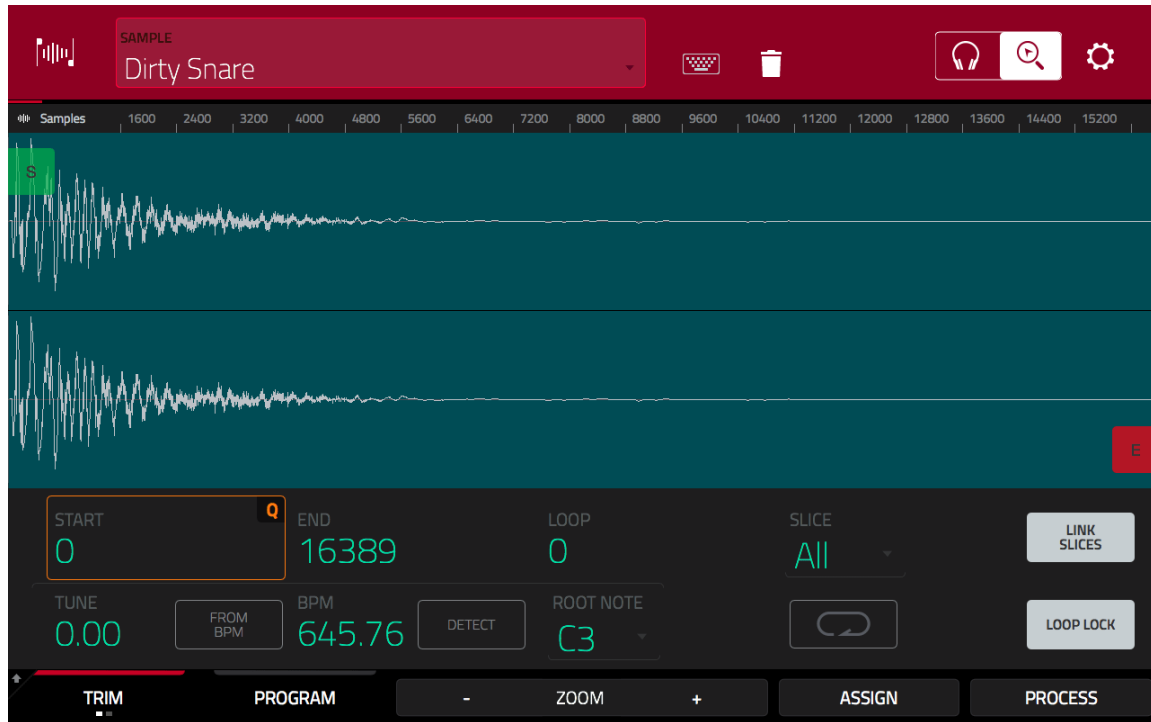 SAMPLE
Dirty Snare
Samples 1600 2400 3200 4000 4800 5600 6400 7200 8000 8800 9600 10400 11200 12000 12800 13600 14400 15200
S
E
START Q END LOOP SLICE LINK SLICES
0 16389 0 All
TUNE FROM BPM BPM DETECT ROOT NOTE LOOP LOCK
0.00 645.76 C3
TRIM PROGRAM - ZOOM + ASSIGN PROCESS